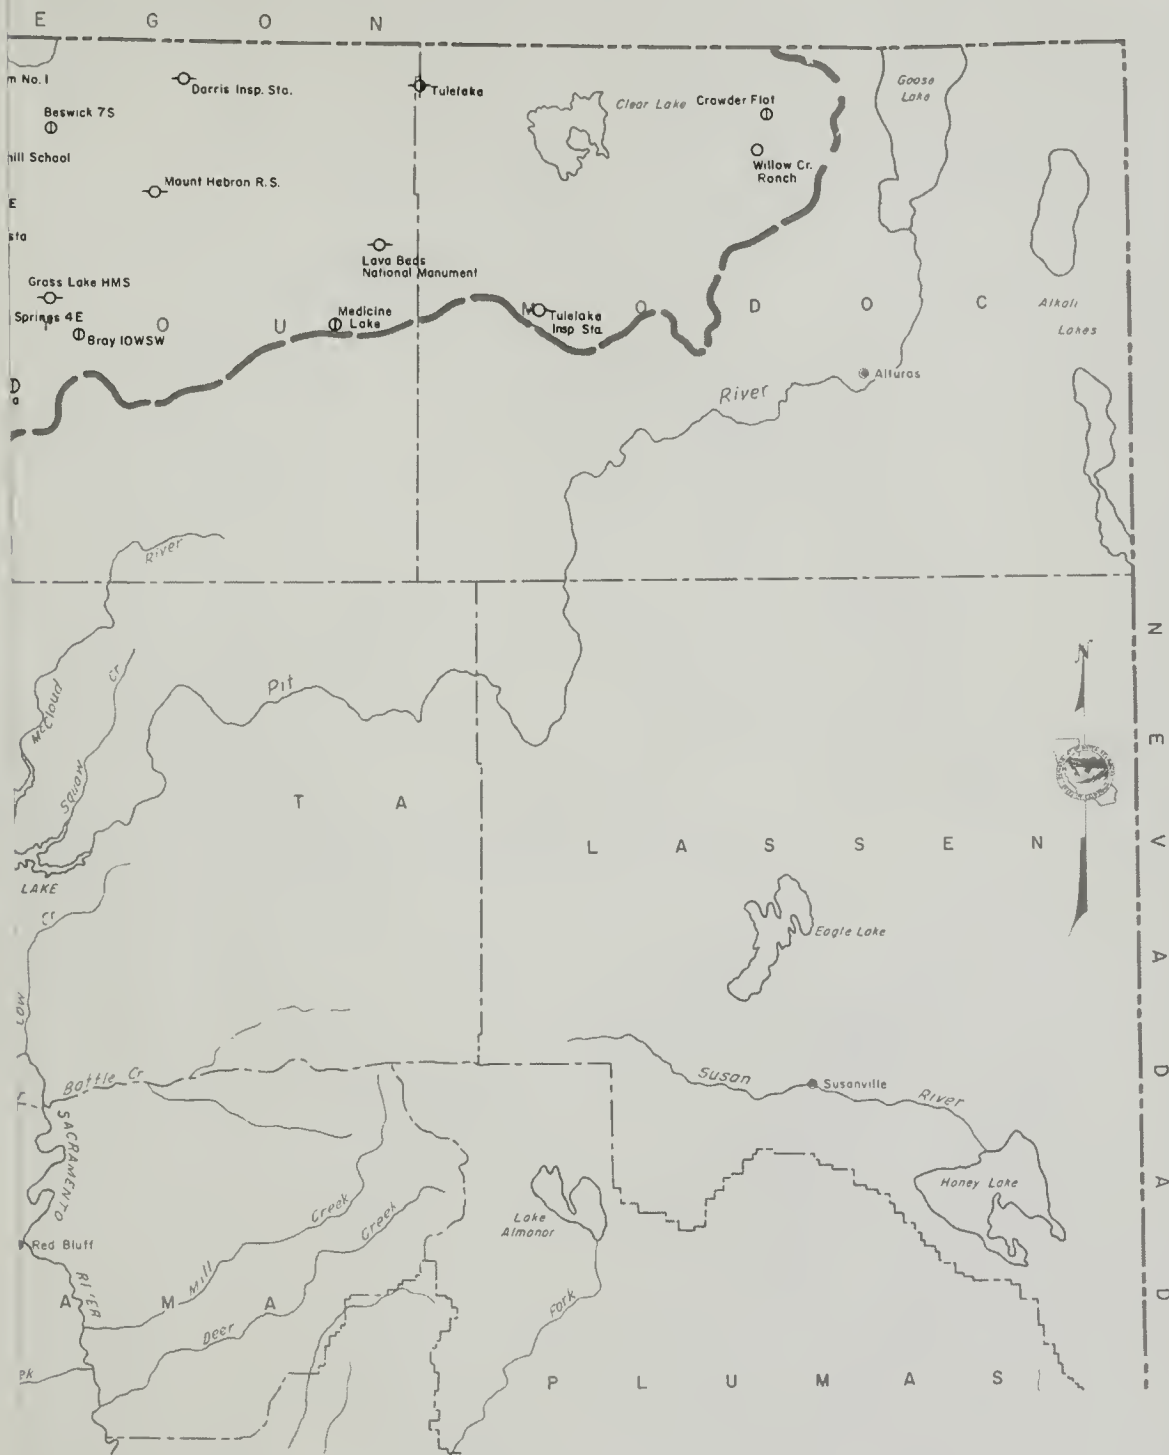 E G O N
m No. 1
Dorris Insp. Sta.
Tulelake
Beswick 7S
Clear Lake
Crowder Flat
Goose
Lake
hill School
Willow Cr.
Ranch
Mount Hebron R.S.
E
sta
Lava Beds
National Monument
Grass Lake HMS
Springs 4E
Y O U
Bray 10WSW
Medicine
Lake
M O D O C
Tulelake
Insp Sta.
Alkali
Lakes
a
Alturas
River
River
Pit
McCloud
Squaw
Cr
N
T A
L A S S E N
N E V A D A
LAKE
Cr
Eagle Lake
Battle Cr
Susan
River
Susanville
SACRAMENTO
RIVER
Honey Lake
Lake
Almanor
Creek
Mill
Creek
Deer
Red Bluff
A M A
Fork
ek
P L U M A S